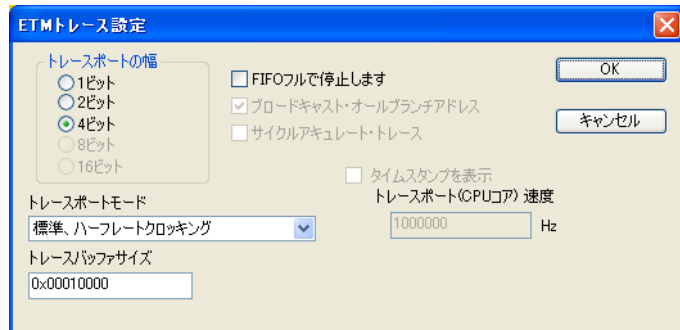 ETMトレース設定
トレースポートの幅
1ビット
2ビット
4ビット
8ビット
16ビット
FIFOフルで停止します
ブロードキャスト・オールブランチアドレス
サイクルアキュレート・トレース
OK
キャンセル
タイムスタンプを表示
トレースポート(CPUコア) 速度
1000000 Hz
トレースポートモード
標準、ハーフレートクロッキング
トレースバッファサイズ
0x00010000